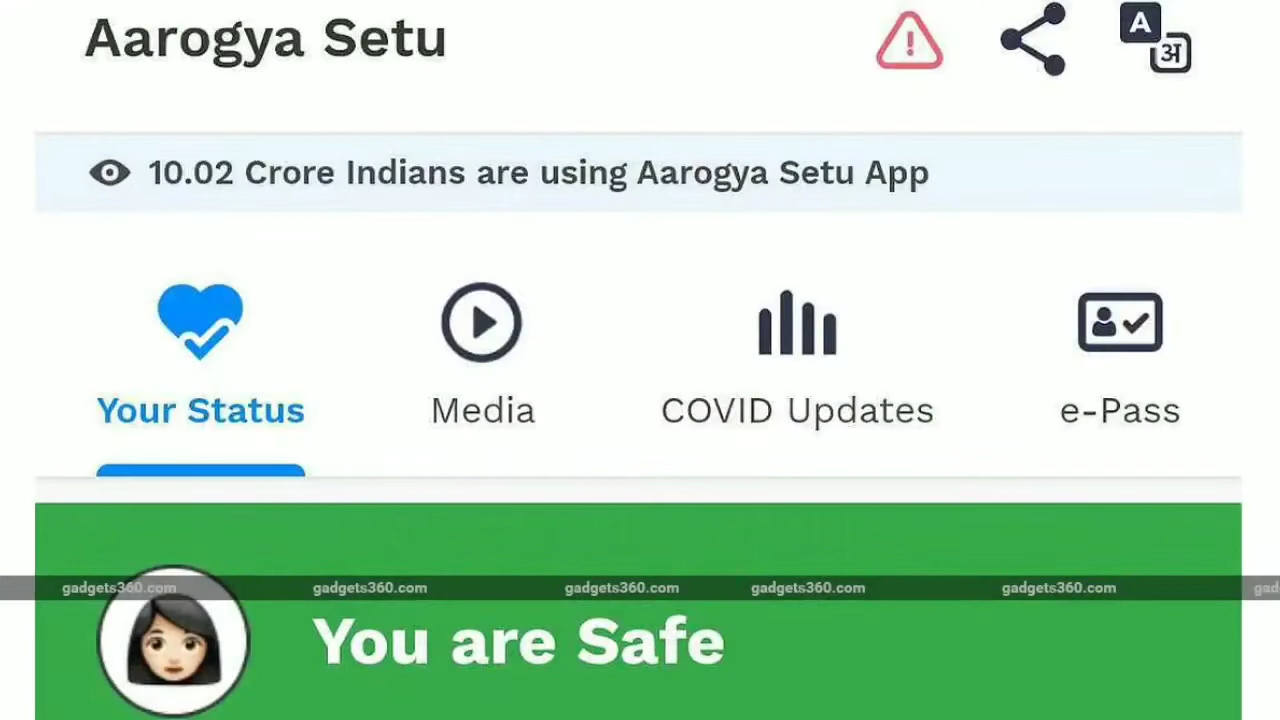 Aarogya Setu
A अ
10.02 Crore Indians are using Aarogya Setu App
Your Status Media COVID Updates e-Pass
gadgets360.com gadgets360.com gadgets360.com gadgets360.com gadgets360.com gad
You are Safe